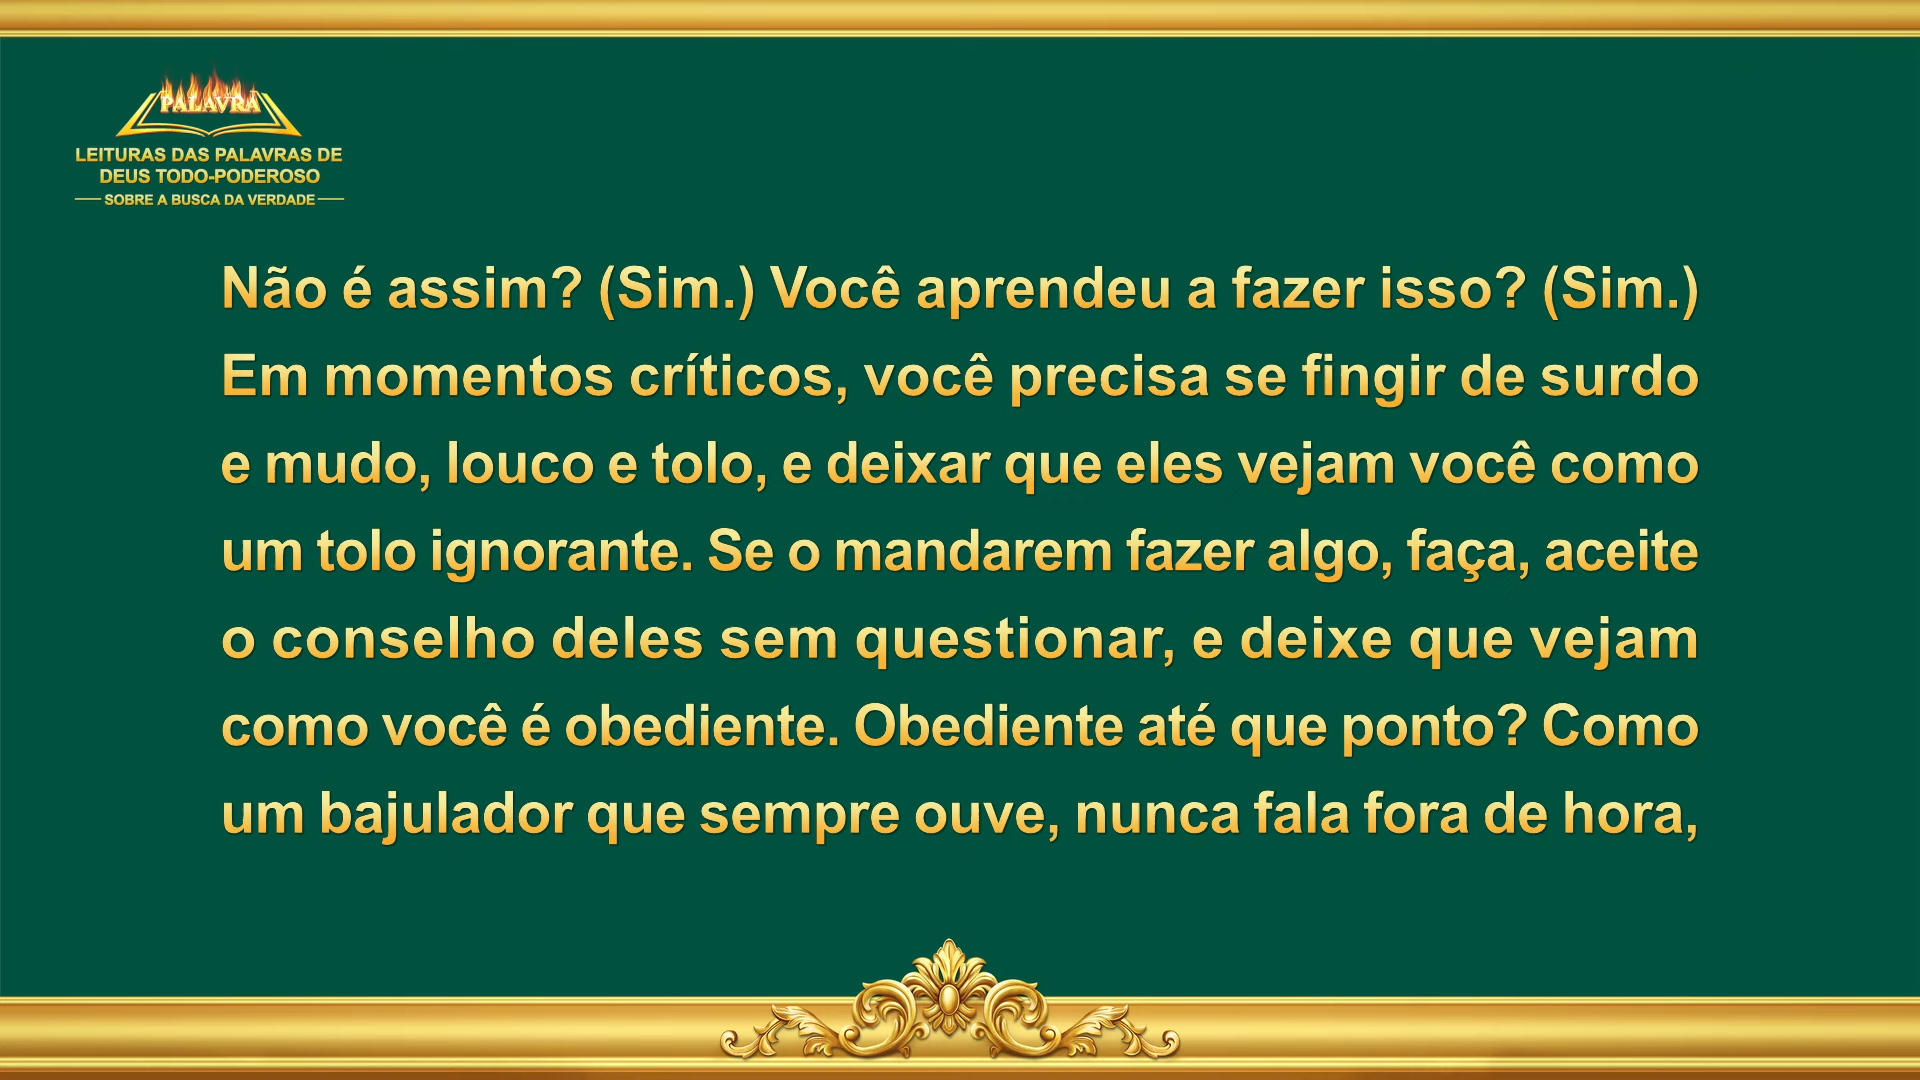 PALAVRA
LEITURAS DAS PALAVRAS DE
DEUS TODO-PODEROSO
SOBRE A BUSCA DA VERDADE
Não é assim? (Sim.) Você aprendeu a fazer isso? (Sim.)
Em momentos críticos, você precisa se fingir de surdo
e mudo, louco e tolo, e deixar que eles vejam você como
um tolo ignorante. Se o mandarem fazer algo, faça, aceite
o conselho deles sem questionar, e deixe que vejam
como você é obediente. Obediente até que ponto? Como
um bajulador que sempre ouve, nunca fala fora de hora,